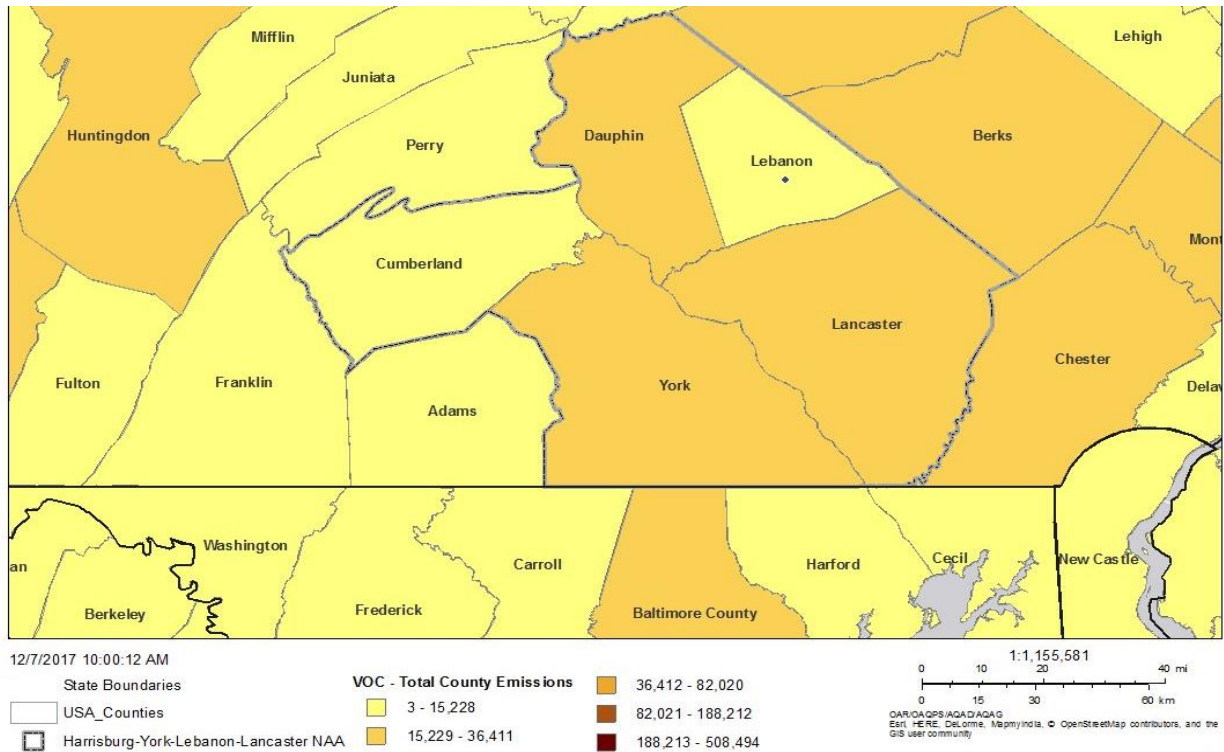 Mifflin
Lehigh
Juniata
Huntingdon
Perry
Dauphin
Berks
Lebanon
Mont
Cumberland
Lancaster
Chester
Fulton
Franklin
York
Delav
Adams
Washington
Carroll
Harford
Cecil
New Castle
an
Berkeley
Frederick
Baltimore County
12/7/2017 10:00:12 AM
State Boundaries
USA_Counties
Harrisburg-York-Lebanon-Lancaster NAA
VOC - Total County Emissions
3 - 15,228
15,229 - 36,411
36,412 - 82,020
82,021 - 188,212
188,213 - 508,494
1:1,155,581
0 10 20 40 mi
0 15 30 60 km
OAR/OAQPS/AQAD/AQAG
Esri, HERE, DeLorme, MapmyIndia, © OpenStreetMap contributors, and the
GIS user community